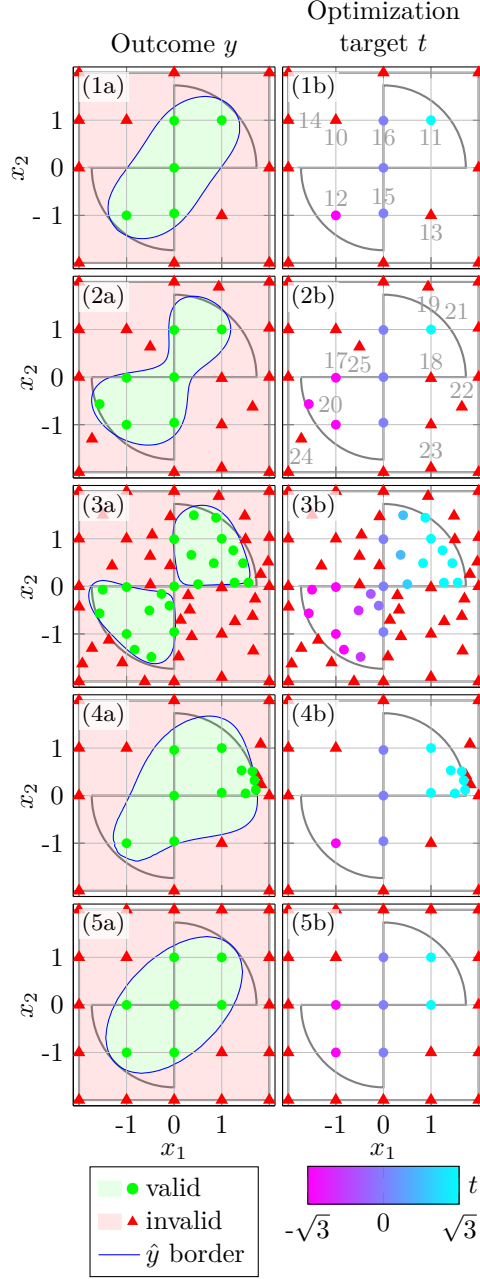 Outcome y
Optimization
target t
(1a)
(1b)
1
0
-
x₂
14
10
16
11
12
15
13
(2a)
(2b)
1
0
-1
x₂
19
21
17
25
18
20
22
24
23
(3a)
(3b)
1
0
-1
x₂
(4a)
(4b)
1
0
-1
x₂
(5a)
(5b)
1
0
-1
x₂
-1 0 1
-1 0 1
x₁
x₁
valid
invalid
ŷ border
t
-√3 0 √3